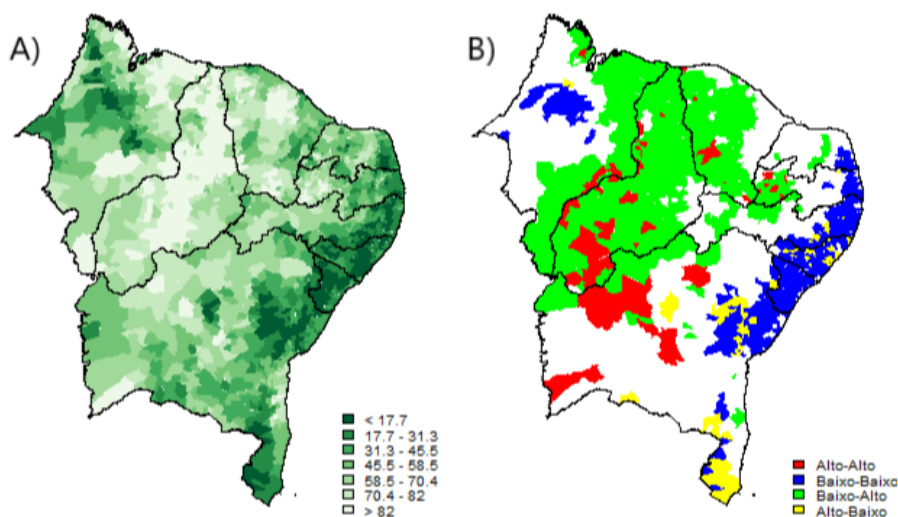 A)
B)
< 17.7
17.7 - 31.3
31.3 - 45.5
45.5 - 58.5
58.5 - 70.4
70.4 - 82
> 82
Alto-Alto
Baixo-Baixo
Baixo-Alto
Alto-Baixo